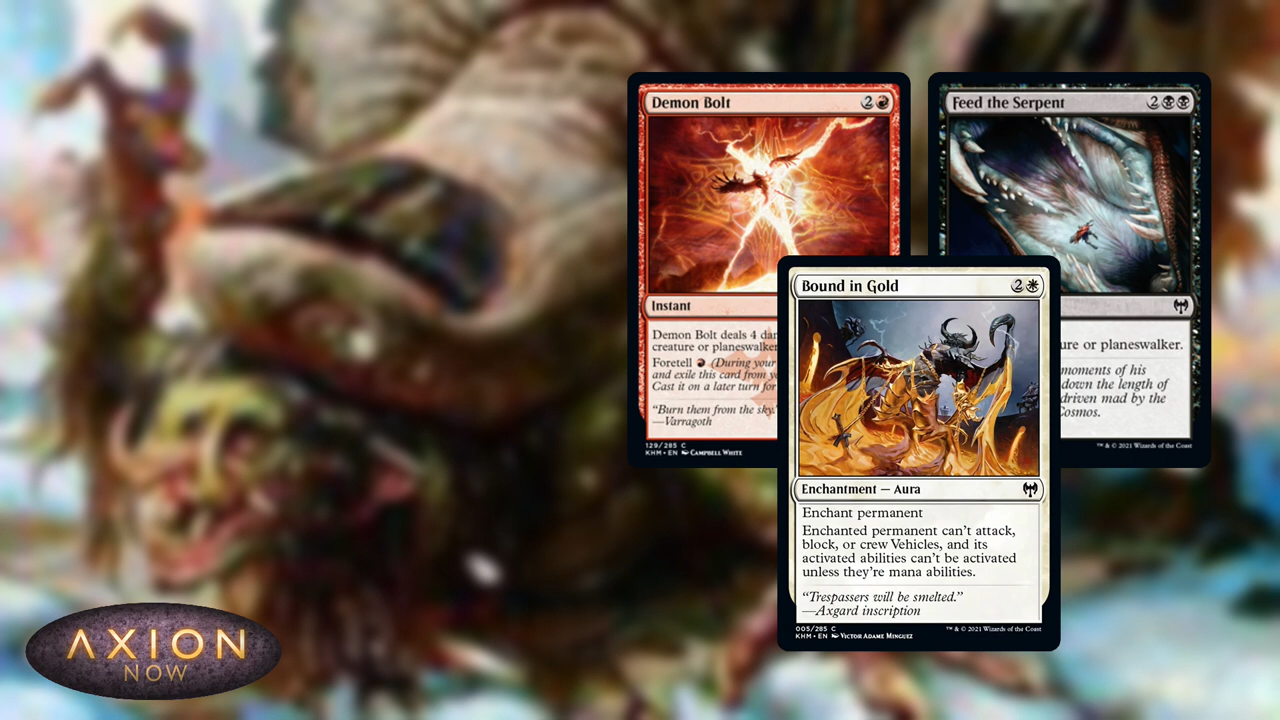 Demon Bolt
2
Instant
Demon Bolt deals 4
creature or planeswalker
Foretell (During your
and exile this card from
Cast it on a later turn for
"Burn them from the sky."
—Varragoth
129/285 C
KHM • EN CAMPBELL WHITE
Feed the Serpent
2
or planeswalker.
moments of his
down the length of
driven mad by the
Cosmos.
™ & © 2021 Wizards of the Coast
Bound in Gold
2
Enchantment — Aura
Enchant permanent
Enchanted permanent can't attack,
block, or crew Vehicles, and its
activated abilities can't be activated
unless they're mana abilities.
"Trespassers will be smelted."
—Axgard inscription
005/285 C
KHM • EN VICTOR ADAME MINGUEZ
™ & © 2021 Wizards of the Coast
AXION
NOW